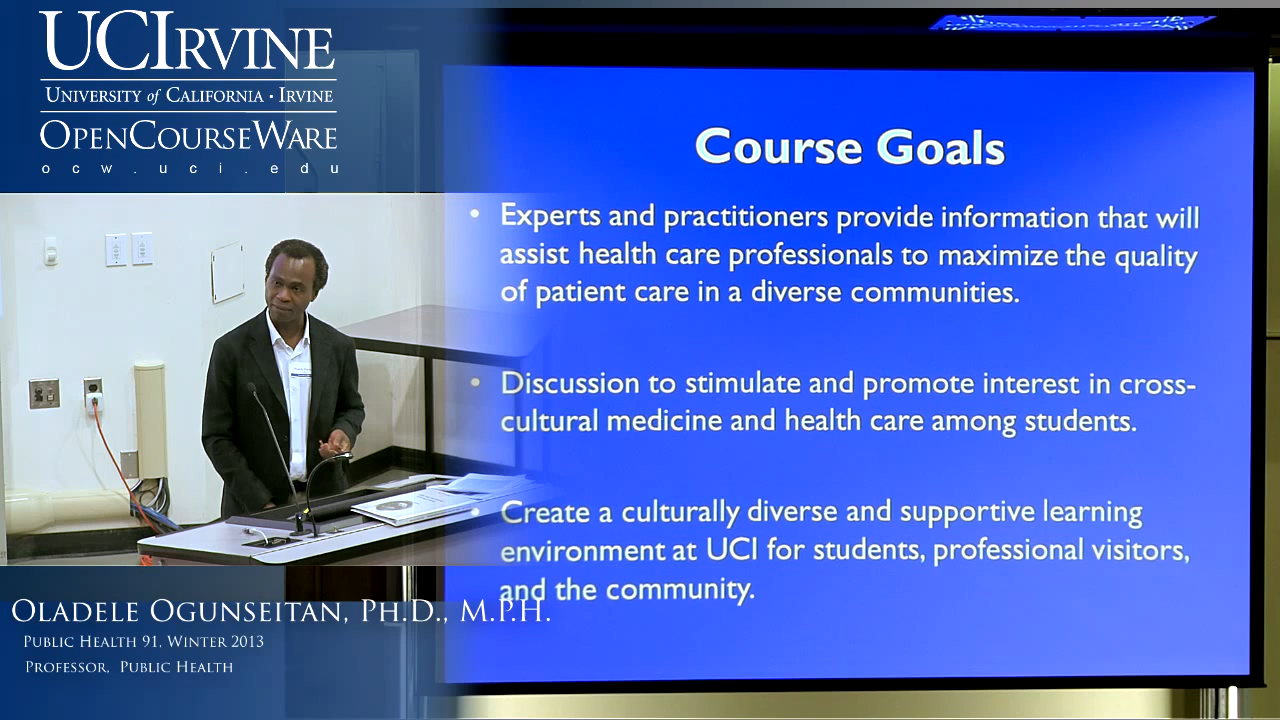 UCIRVINE
UNIVERSITY of CALIFORNIA · IRVINE
OPENCOURSEWARE
ocw.uci.edu
Course Goals
• Experts and practitioners provide information that will
assist health care professionals to maximize the quality
of patient care in a diverse communities.
• Discussion to stimulate and promote interest in cross-
cultural medicine and health care among students.
• Create a culturally diverse and supportive learning
environment at UCI for students, professional visitors,
and the community.
OLADELE OGUNSEITAN, PH.D., M.P.H.
PUBLIC HEALTH 91, WINTER 2013
PROFESSOR, PUBLIC HEALTH